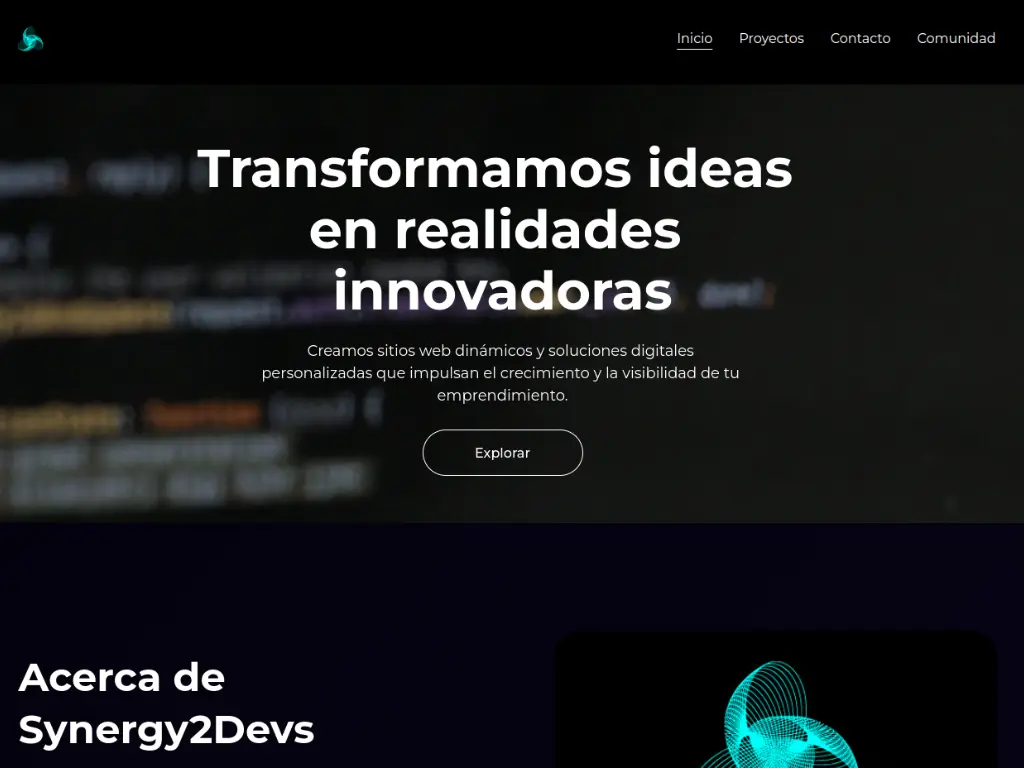 Inicio Proyectos Contacto Comunidad
Transformamos ideas
en realidades
innovadoras
Creamos sitios web dinámicos y soluciones digitales
personalizadas que impulsan el crecimiento y la visibilidad de tu
emprendimiento.
Explorar
Acerca de
Synergy2Devs